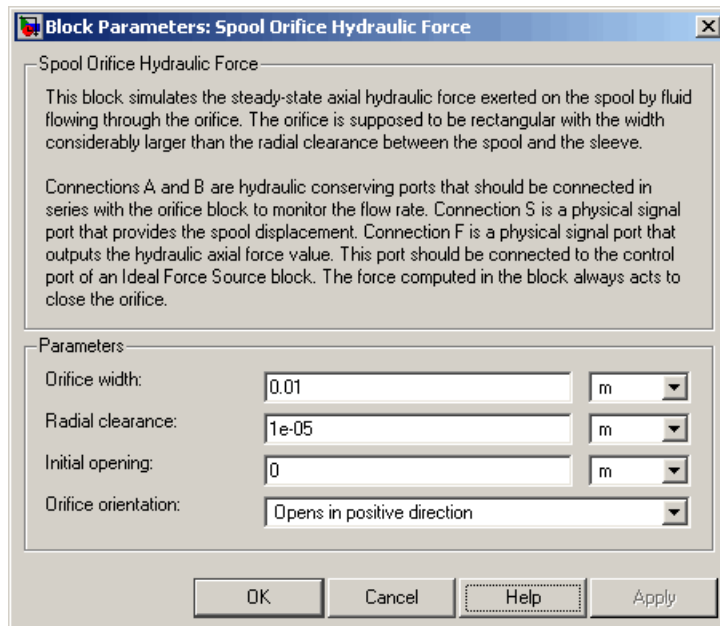 Block Parameters: Spool Orifice Hydraulic Force
Spool Orifice Hydraulic Force
This block simulates the steady-state axial hydraulic force exerted on the spool by fluid
flowing through the orifice. The orifice is supposed to be rectangular with the width
considerably larger than the radial clearance between the spool and the sleeve.
Connections A and B are hydraulic conserving ports that should be connected in
series with the orifice block to monitor the flow rate. Connection S is a physical signal
port that provides the spool displacement. Connection F is a physical signal port that
outputs the hydraulic axial force value. This port should be connected to the control
port of an Ideal Force Source block. The force computed in the block always acts to
close the orifice.
Parameters
Orifice width: 0.01 m
Radial clearance: 1e-05 m
Initial opening: 0 m
Orifice orientation: Opens in positive direction
OK Cancel Help Apply